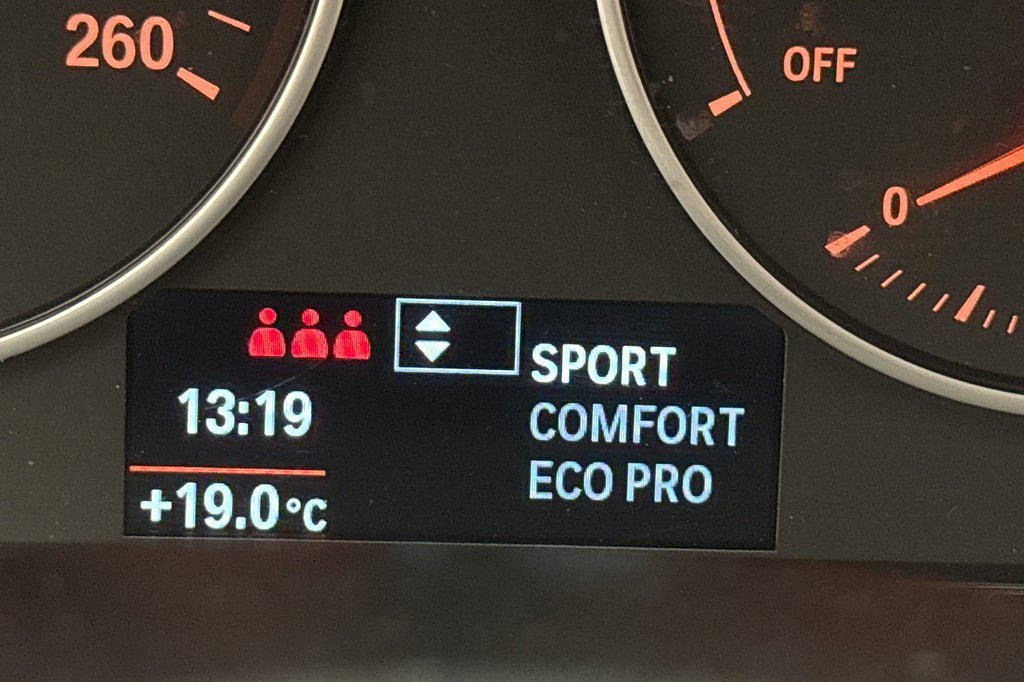 260
OFF
0
SPORT
13:19
COMFORT
ECO PRO
+19.0°C